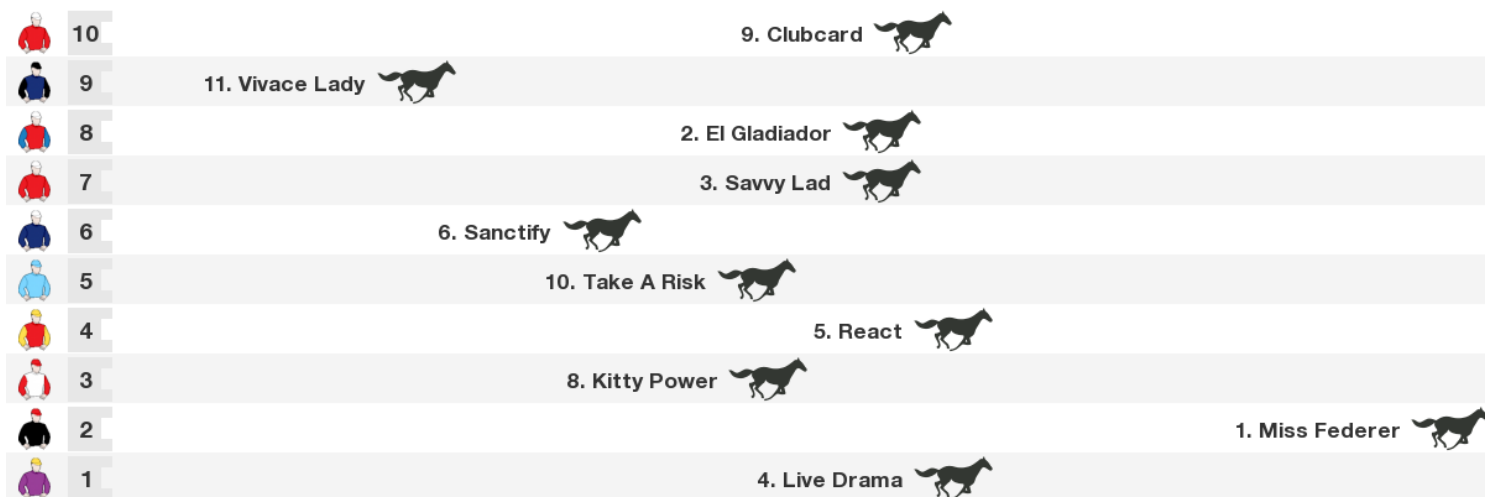 10 9. Clubcard
9 11. Vivace Lady
8 2. El Gladiador
7 3. Savvy Lad
6 6. Sanctify
5 10. Take A Risk
4 5. React
3 8. Kitty Power
2 1. Miss Federer
1 4. Live Drama